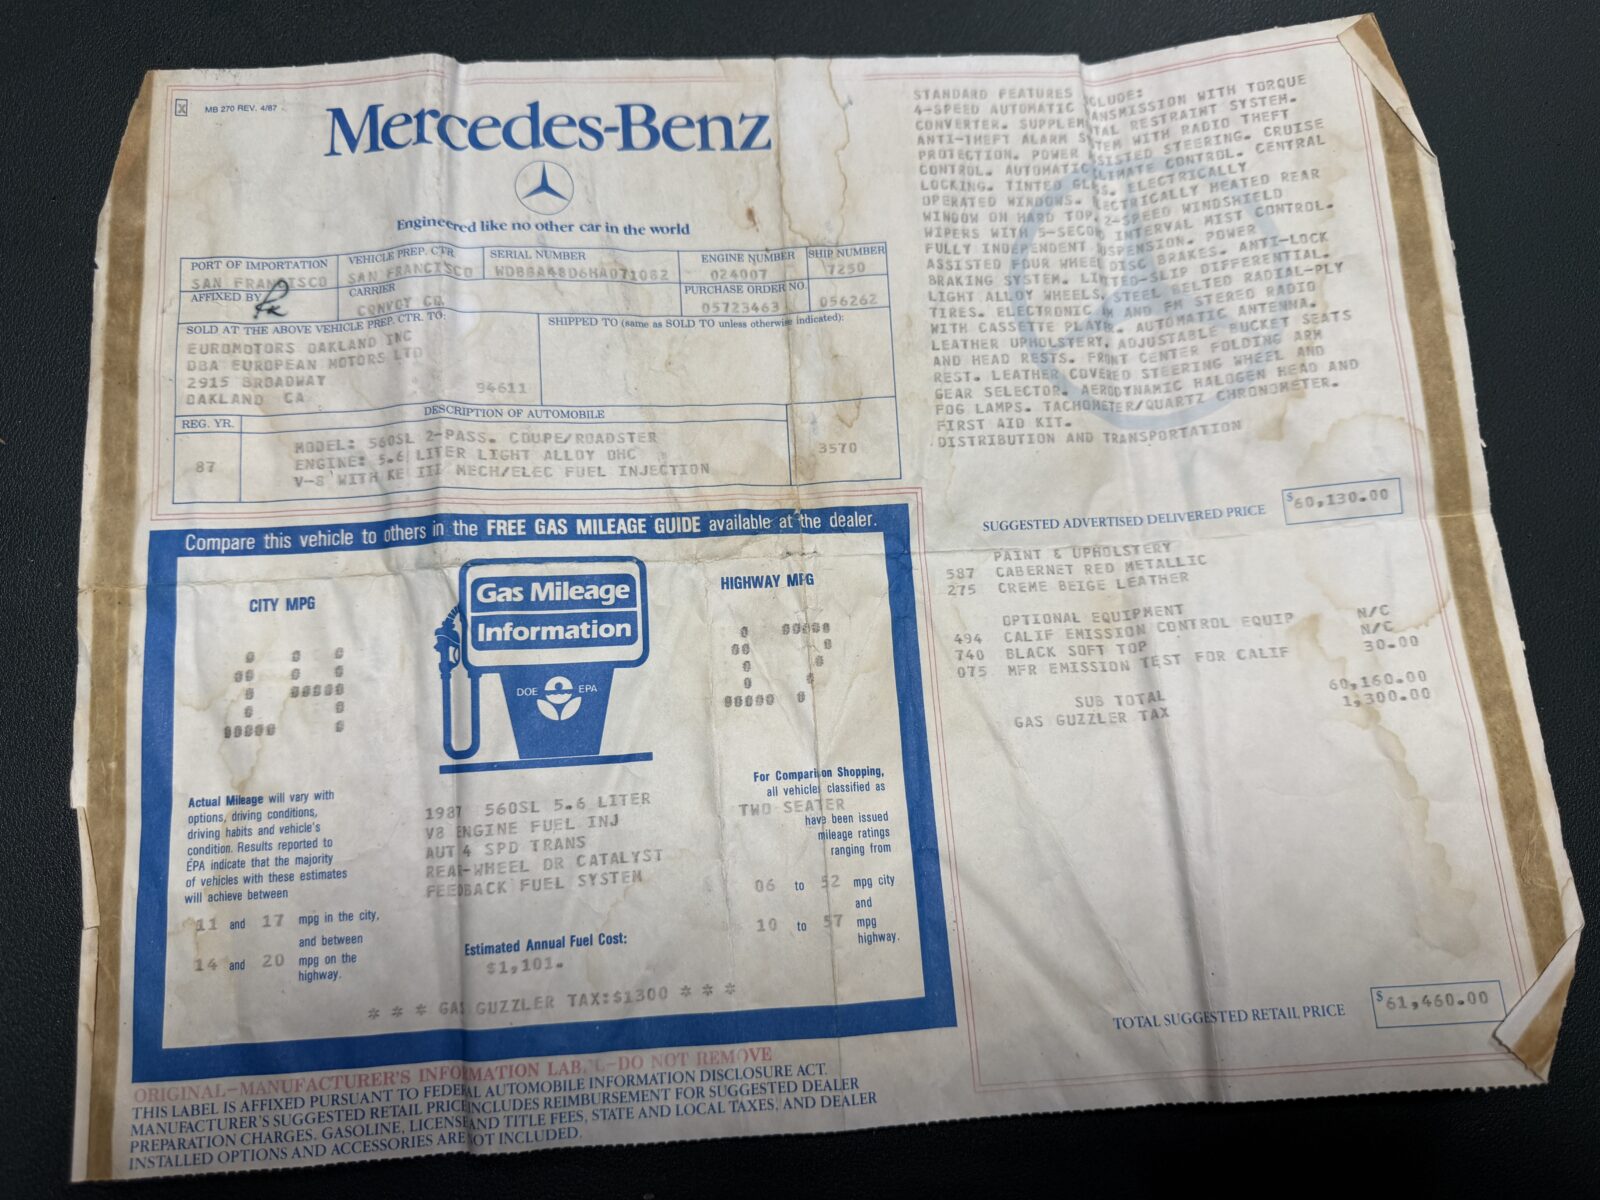 X
MB 270 REV. 4/87
Mercedes-Benz
Engineered like no other car in the world
PORT OF IMPORTATION
SAN FRANCISCO
VEHICLE PREP. CTR.
SAN FRANCISCO
SERIAL NUMBER
WDBBA48D6HA071082
ENGINE NUMBER
024007
SHIP NUMBER
7250
AFFIXED BY
CARRIER
CONVOY CO.
PURCHASE ORDER NO.
05723463
056262
SOLD AT THE ABOVE VEHICLE PREP. CTR. TO:
EUROMOTORS OAKLAND INC
DBA EUROPEAN MOTORS LTD
2915 BROADWAY
OAKLAND CA 94611
SHIPPED TO (same as SOLD TO unless otherwise indicated):
REG. YR.
DESCRIPTION OF AUTOMOBILE
87
MODEL: 560SL 2-PASS. COUPE/ROADSTER
ENGINE: 5.6 LITER LIGHT ALLOY OHC
V-8 WITH KE III MECH/ELEC FUEL INJECTION
3570
Compare this vehicle to others in the FREE GAS MILEAGE GUIDE available at the dealer.
CITY MPG
14
Gas Mileage
Information
DOE EPA
HIGHWAY MPG
17
Actual Mileage will vary with
options, driving conditions,
driving habits and vehicle's
condition. Results reported to
EPA indicate that the majority
of vehicles with these estimates
will achieve between
11 and 17 mpg in the city,
and between
14 and 20 mpg on the
highway.
1987 560SL 5.6 LITER
V8 ENGINE FUEL INJ
AUT 4 SPD TRANS
REAR-WHEEL DR CATALYST
FEEDBACK FUEL SYSTEM
Estimated Annual Fuel Cost:
$1,101.
* * * GAS GUZZLER TAX:$1300 * * *
For Comparison Shopping,
all vehicles classified as
TWO SEATER
have been issued
mileage ratings
ranging from
06 to 52 mpg city
and
10 to 57 mpg
highway.
ORIGINAL—MANUFACTURER'S INFORMATION LABEL—DO NOT REMOVE
THIS LABEL IS AFFIXED PURSUANT TO FEDERAL AUTOMOBILE INFORMATION DISCLOSURE ACT.
MANUFACTURER'S SUGGESTED RETAIL PRICE INCLUDES REIMBURSEMENT FOR SUGGESTED DEALER
PREPARATION CHARGES. GASOLINE, LICENSE AND TITLE FEES, STATE AND LOCAL TAXES, AND DEALER
INSTALLED OPTIONS AND ACCESSORIES ARE NOT INCLUDED.
STANDARD FEATURES INCLUDE:
4-SPEED AUTOMATIC TRANSMISSION WITH TORQUE
CONVERTER. SUPPLEMENTAL RESTRAINT SYSTEM.
ANTI-THEFT ALARM SYSTEM WITH RADIO THEFT
PROTECTION. POWER ASSISTED STEERING. CRUISE
CONTROL. AUTOMATIC CLIMATE CONTROL. CENTRAL
LOCKING. TINTED GLASS. ELECTRICALLY
OPERATED WINDOWS. ELECTRICALLY HEATED REAR
WINDOW ON HARD TOP. 2-SPEED WINDSHIELD
WIPERS WITH 5-SECOND INTERVAL MIST CONTROL.
FULLY INDEPENDENT SUSPENSION. POWER
ASSISTED FOUR WHEEL DISC BRAKES. ANTI-LOCK
BRAKING SYSTEM. LIMITED-SLIP DIFFERENTIAL.
LIGHT ALLOY WHEELS. STEEL BELTED RADIAL-PLY
TIRES. ELECTRONIC AM AND FM STEREO RADIO
WITH CASSETTE PLAYER. AUTOMATIC ANTENNA.
LEATHER UPHOLSTERY. ADJUSTABLE BUCKET SEATS
AND HEAD RESTS. FRONT CENTER FOLDING ARM
REST. LEATHER COVERED STEERING WHEEL AND
GEAR SELECTOR. AERODYNAMIC HALOGEN HEAD AND
FOG LAMPS. TACHOMETER/QUARTZ CHRONOMETER.
FIRST AID KIT.
DISTRIBUTION AND TRANSPORTATION
SUGGESTED ADVERTISED DELIVERED PRICE $60,130.00
PAINT & UPHOLSTERY
587 CABERNET RED METALLIC
275 CREME BEIGE LEATHER
OPTIONAL EQUIPMENT
494 CALIF EMISSION CONTROL EQUIP N/C
740 BLACK SOFT TOP N/C
075 MFR EMISSION TEST FOR CALIF 30.00
SUB TOTAL 60,160.00
GAS GUZZLER TAX 1,300.00
TOTAL SUGGESTED RETAIL PRICE $61,460.00